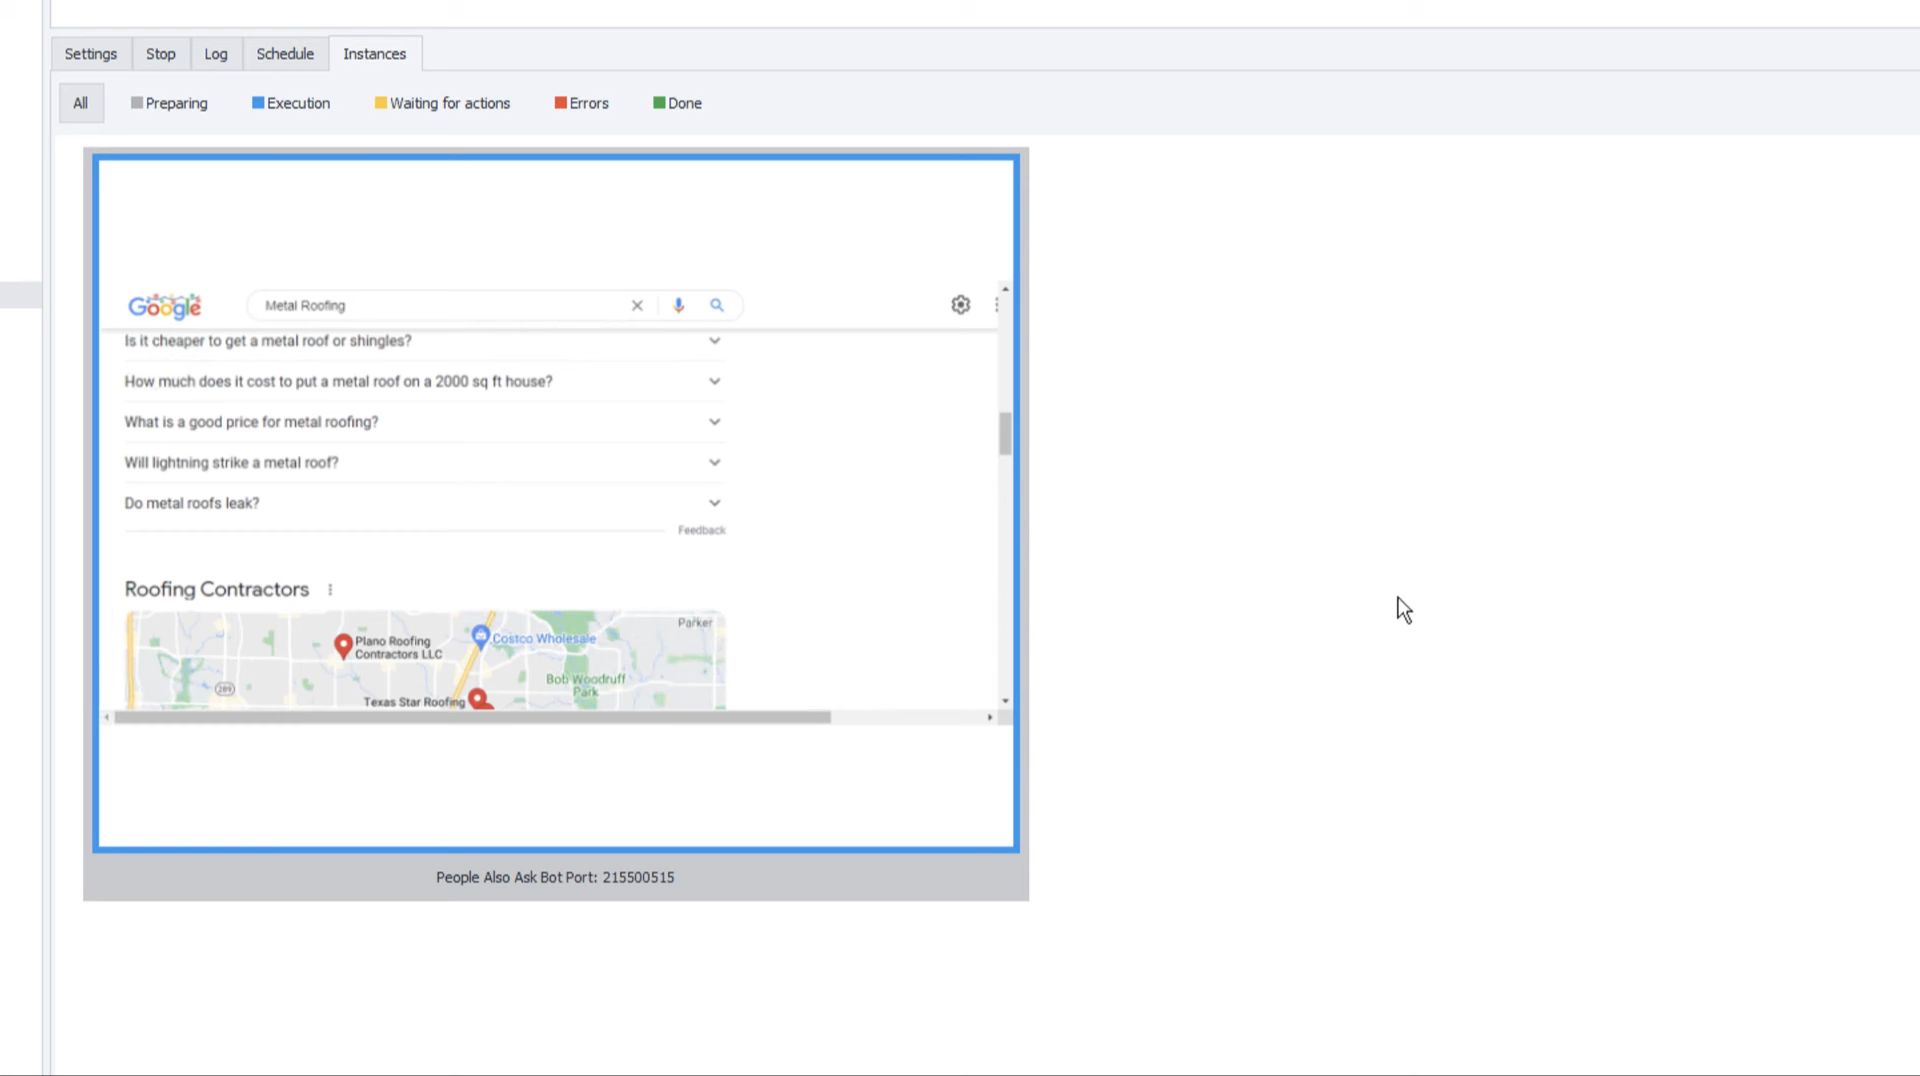 Settings Stop Log Schedule Instances
All Preparing Execution Waiting for actions Errors Done
Google Metal Roofing
Is it cheaper to get a metal roof or shingles?
How much does it cost to put a metal roof on a 2000 sq ft house?
What is a good price for metal roofing?
Will lightning strike a metal roof?
Do metal roofs leak?
Feedback
Roofing Contractors
Parker
Plano Roofing
Contractors LLC
Costco Wholesale
Bob Woodruff
Park
289
Texas Star Roofing
People Also Ask Bot Port: 215500515